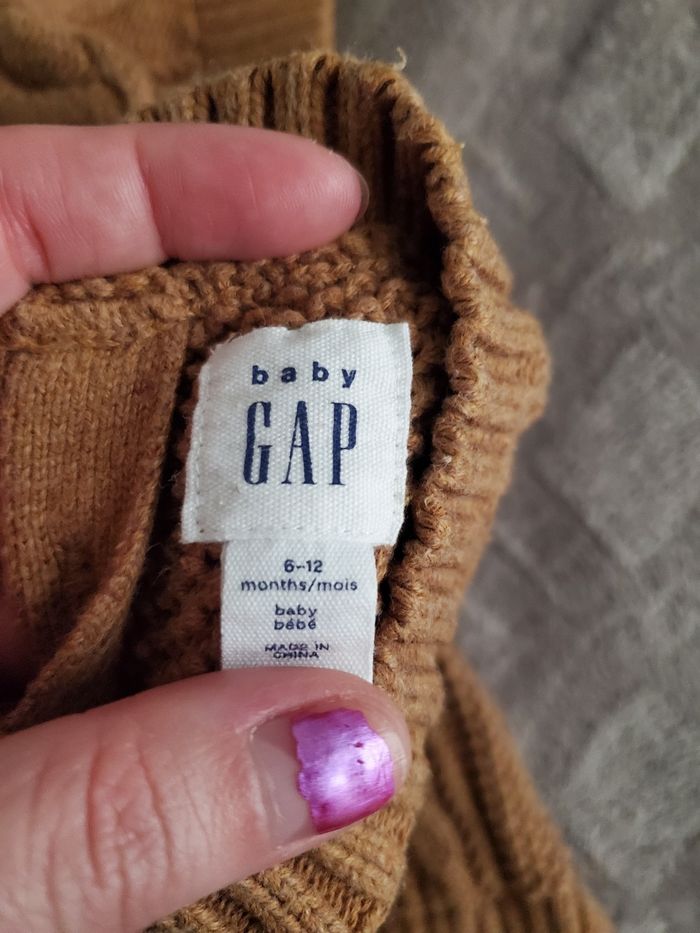 baby
GAP
6-12
months/mois
baby
bébé
MADE IN
CHINA